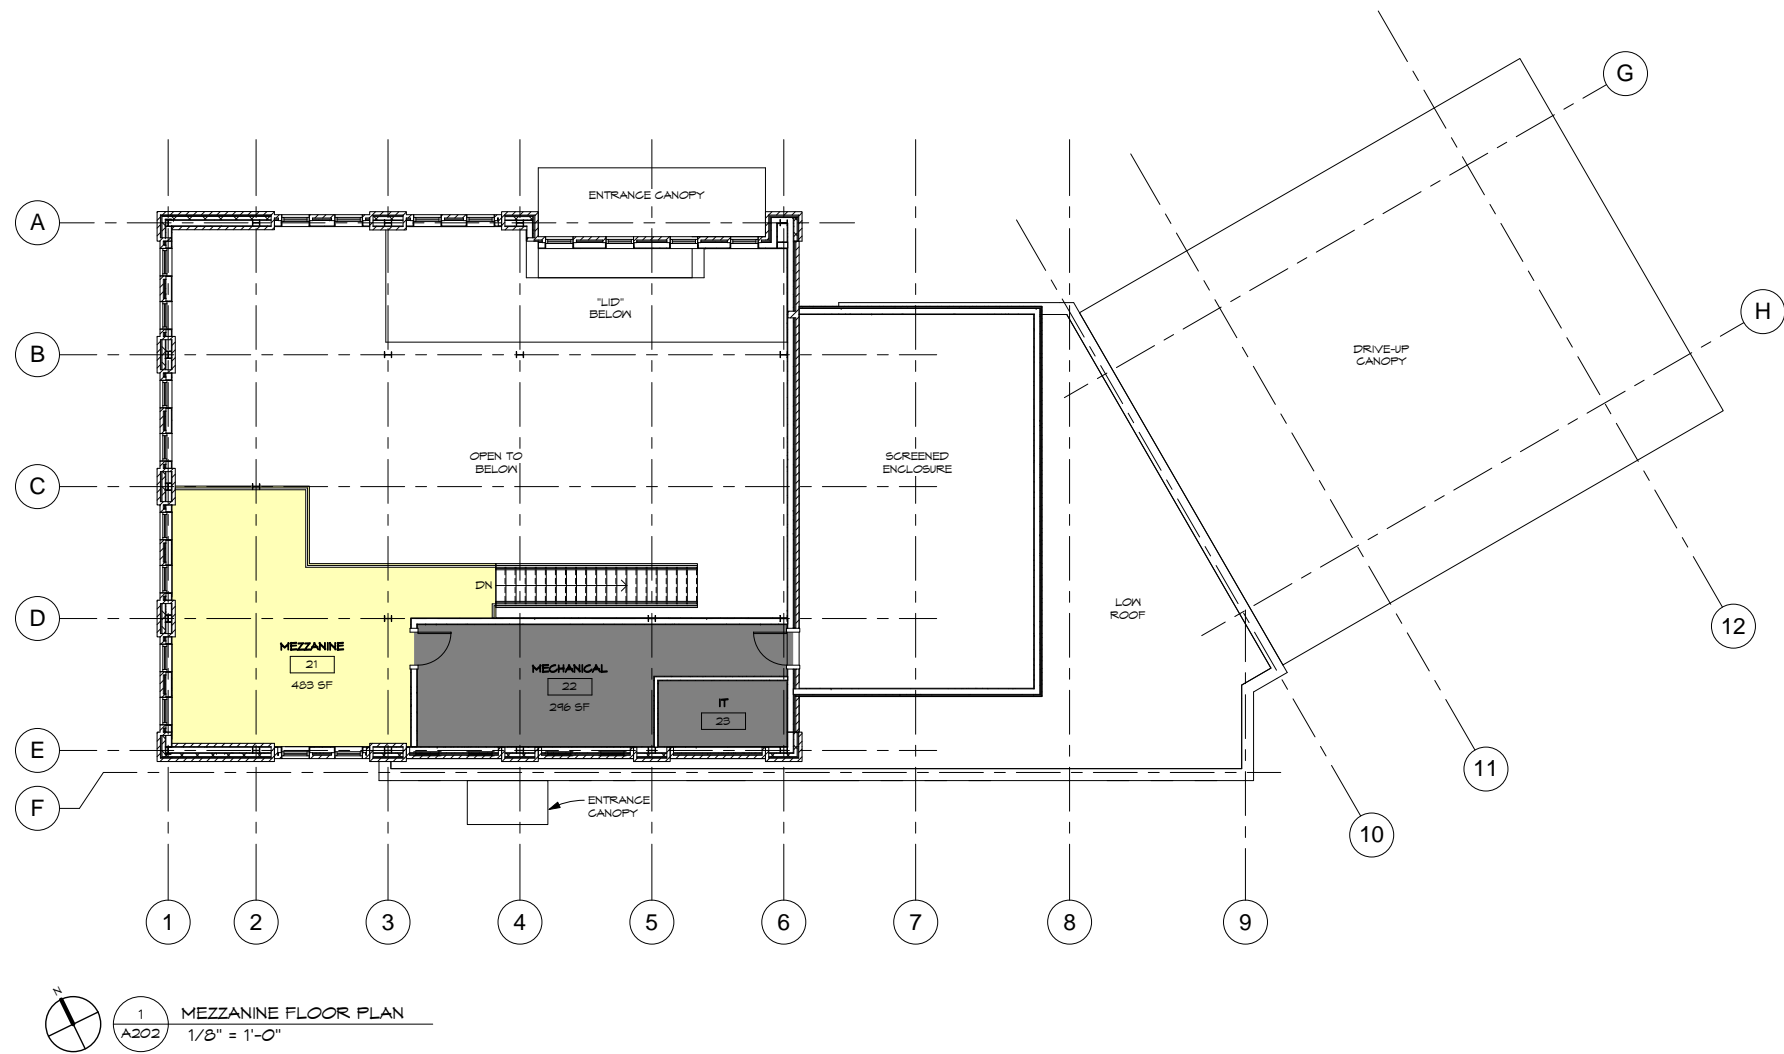 G
ENTRANCE CANOPY
A
H
"LID"
BELOW
B
DRIVE-UP
CANOPY
OPEN TO
BELOW
SCREENED
ENCLOSURE
C
DN
D
LOW
ROOF
12
MEZZANINE
21
483 SF
MECHANICAL
22
296 SF
IT
23
E
11
F
ENTRANCE
CANOPY
10
1
2
3
4
5
6
7
8
9
N
1
A202
MEZZANINE FLOOR PLAN
1/8" = 1'-0"